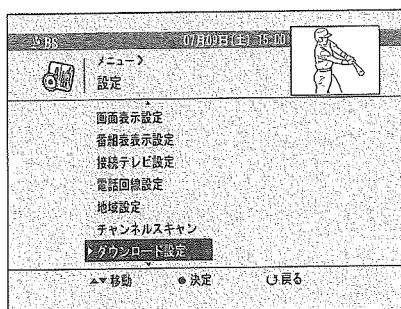 BS 07月09日(土) 15:00
メニュー〉
設定
画面表示設定
番組表表示設定
接続テレビ設定
電話回線設定
地域設定
チャンネルスキャン
▶ダウンロード設定
▲▼移動 ●決定 ↺戻る